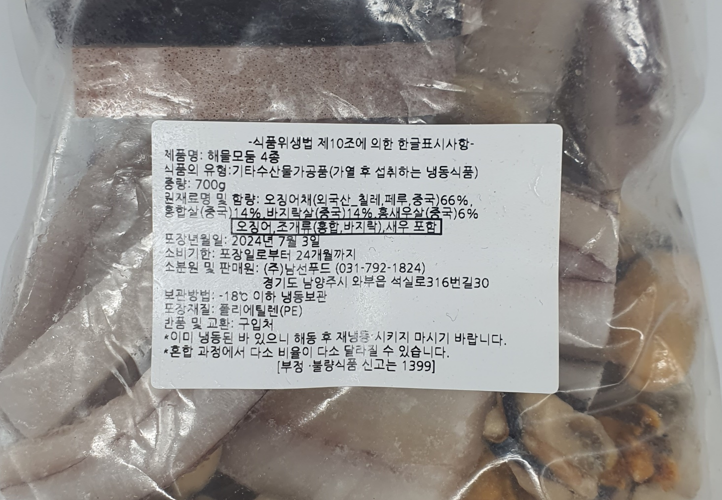 -식품위생법 제10조에 의한 한글표시사항-
제품명: 해물모둠 4종
식품의 유형:기타수산물가공품(가열 후 섭취하는 냉동식품)
중량: 700g
원재료명 및 함량: 오징어채(외국산_칠레,페루,중국)66%,
홍합살(중국)14%,바지락살(중국)14%,홍새우살(중국)6%
오징어,조개류(홍합,바지락),새우 포함
포장년월일: 2024년 7월 3일
소비기한: 포장일로부터 24개월까지
소분원 및 판매원: (주)남선푸드 (031-792-1824)
경기도 남양주시 와부읍 석실로316번길30
보관방법: -18℃ 이하 냉동보관
포장재질: 폴리에틸렌(PE)
반품 및 교환: 구입처
*이미 냉동된 바 있으니 해동 후 재냉동 시키지 마시기 바랍니다.
*혼합 과정에서 다소 비율이 다소 달라질 수 있습니다.
[부정·불량식품 신고는 1399]